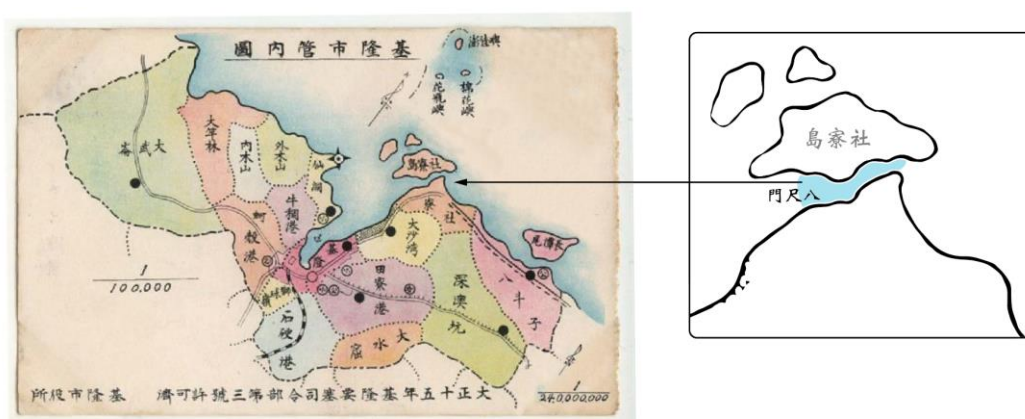 基隆市管內圖
棉花嶼
花瓶嶼
大武崙
大竿林
內木山
外木山
仙洞
牛稠港
蚵殼港
社寮島
社寮
大沙灣
基隆
田寮港
深澳坑
八斗子
石硬港
大水窟
1
100,000
大正十五年基隆要塞司令部第三號許可濟
基隆市役所
社寮島
八尺門